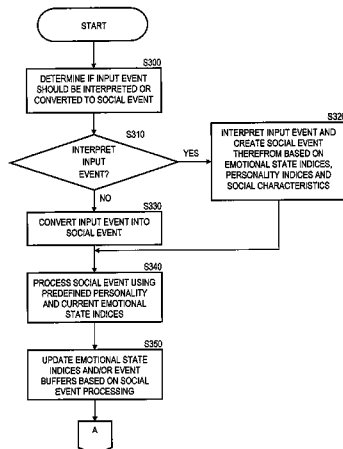 START
S300
DETERMINE IF INPUT EVENT
SHOULD BE INTERPRETED OR
CONVERTED TO SOCIAL EVENT
S310
INTERPRET
INPUT
EVENT?
YES
S320
INTERPRET INPUT EVENT AND
CREATE SOCIAL EVENT
THEREFROM BASED ON
EMOTIONAL STATE INDICES,
PERSONALITY INDICES AND
SOCIAL CHARACTERISTICS
NO
S330
CONVERT INPUT EVENT INTO
SOCIAL EVENT
S340
PROCESS SOCIAL EVENT USING
PREDEFINED PERSONALITY
AND CURRENT EMOTIONAL
STATE INDICES
S350
UPDATE EMOTIONAL STATE
INDICES AND/OR EVENT
BUFFERS BASED ON SOCIAL
EVENT PROCESSING
A